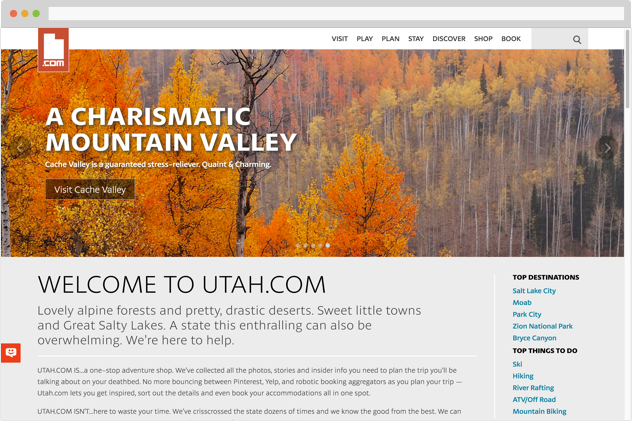 .com
VISIT PLAY PLAN STAY DISCOVER SHOP BOOK
A CHARISMATIC
MOUNTAIN VALLEY
Cache Valley is a guaranteed stress-reliever. Quaint & Charming.
Visit Cache Valley
WELCOME TO UTAH.COM
Lovely alpine forests and pretty, drastic deserts. Sweet little towns
and Great Salty Lakes. A state this enthralling can also be
overwhelming. We're here to help.
UTAH.COM IS...a one-stop adventure shop. We've collected all the photos, stories and insider info you need to plan the trip you'll be
talking about on your deathbed. No more bouncing between Pinterest, Yelp, and robotic booking aggregators as you plan your trip —
Utah.com lets you get inspired, sort out the details and even book your accommodations all in one spot.
UTAH.COM ISN'T...here to waste your time. We've crisscrossed the state dozens of times and we know the good from the best. We can
TOP DESTINATIONS
Salt Lake City
Moab
Park City
Zion National Park
Bryce Canyon
TOP THINGS TO DO
Ski
Hiking
River Rafting
ATV/Off Road
Mountain Biking